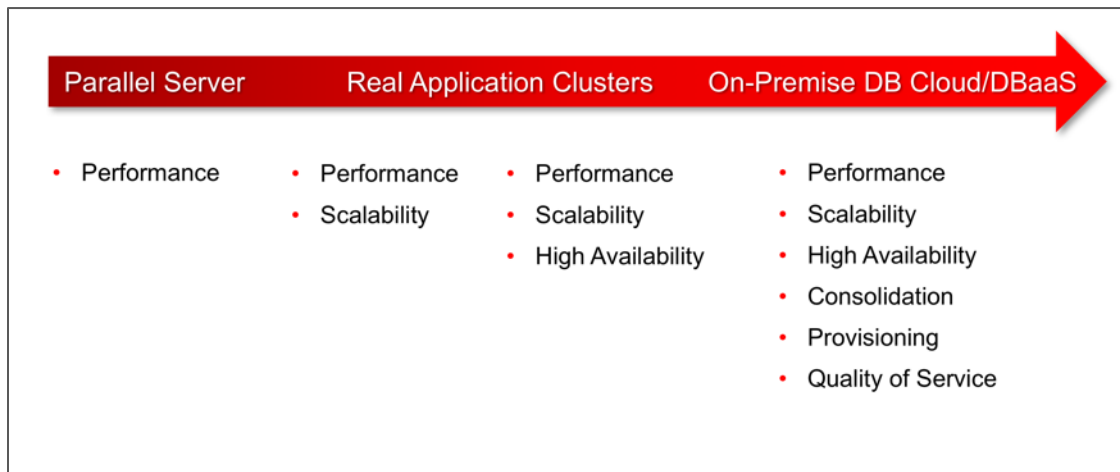 Parallel Server Real Application Clusters On-Premise DB Cloud/DBaaS
• Performance
• Performance
• Scalability
• Performance
• Scalability
• High Availability
• Performance
• Scalability
• High Availability
• Consolidation
• Provisioning
• Quality of Service